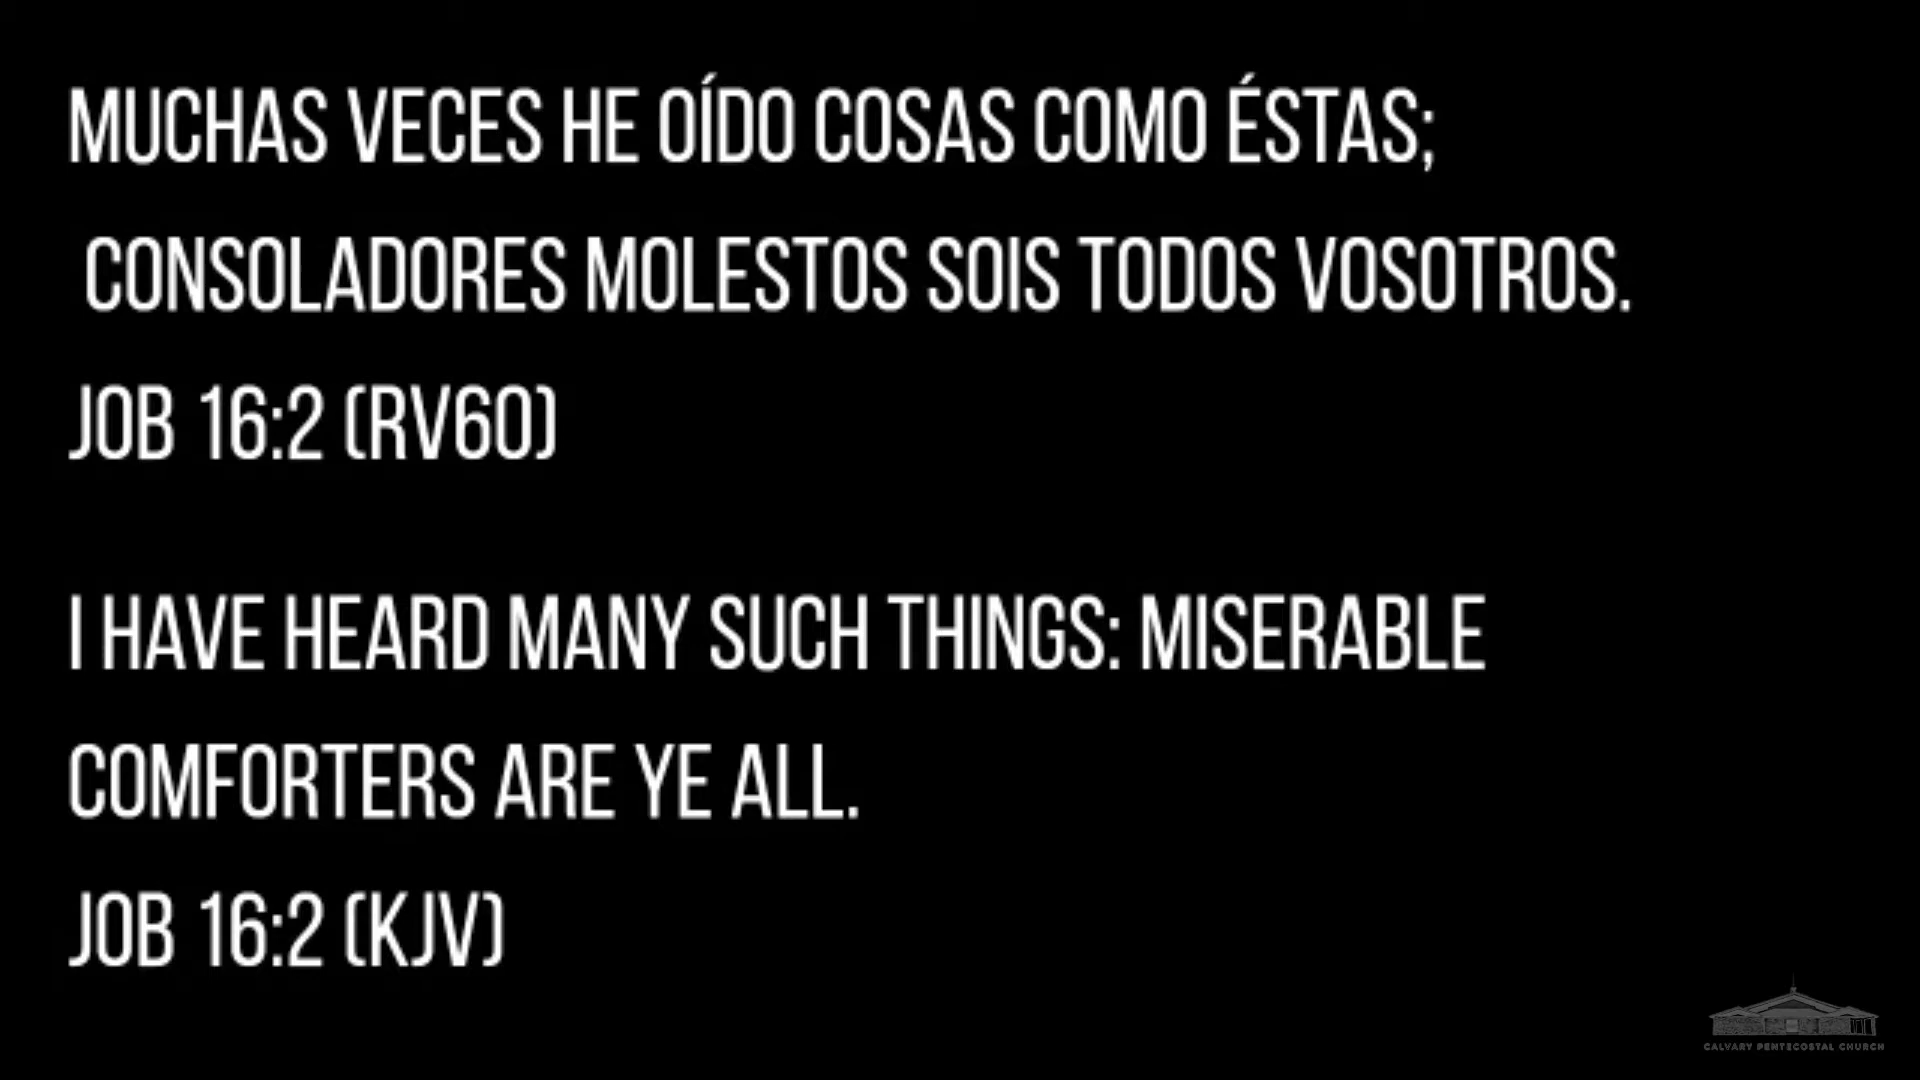 MUCHAS VECES HE OÍDO COSAS COMO ÉSTAS;
CONSOLADORES MOLESTOS SOIS TODOS VOSOTROS.
JOB 16:2 (RV60)
I HAVE HEARD MANY SUCH THINGS: MISERABLE
COMFORTERS ARE YE ALL.
JOB 16:2 (KJV)
CALVARY PENTECOSTAL CHURCH